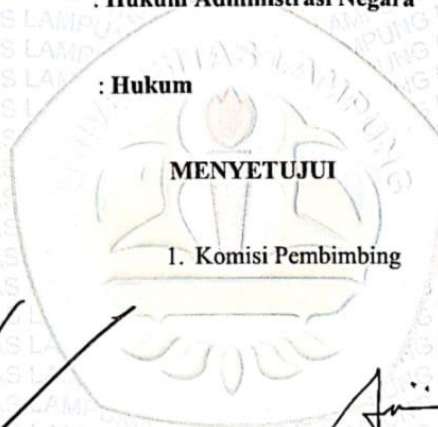 : Hukum Administrasi Negara
: Hukum
MENYETUJUI
1. Komisi Pembimbing